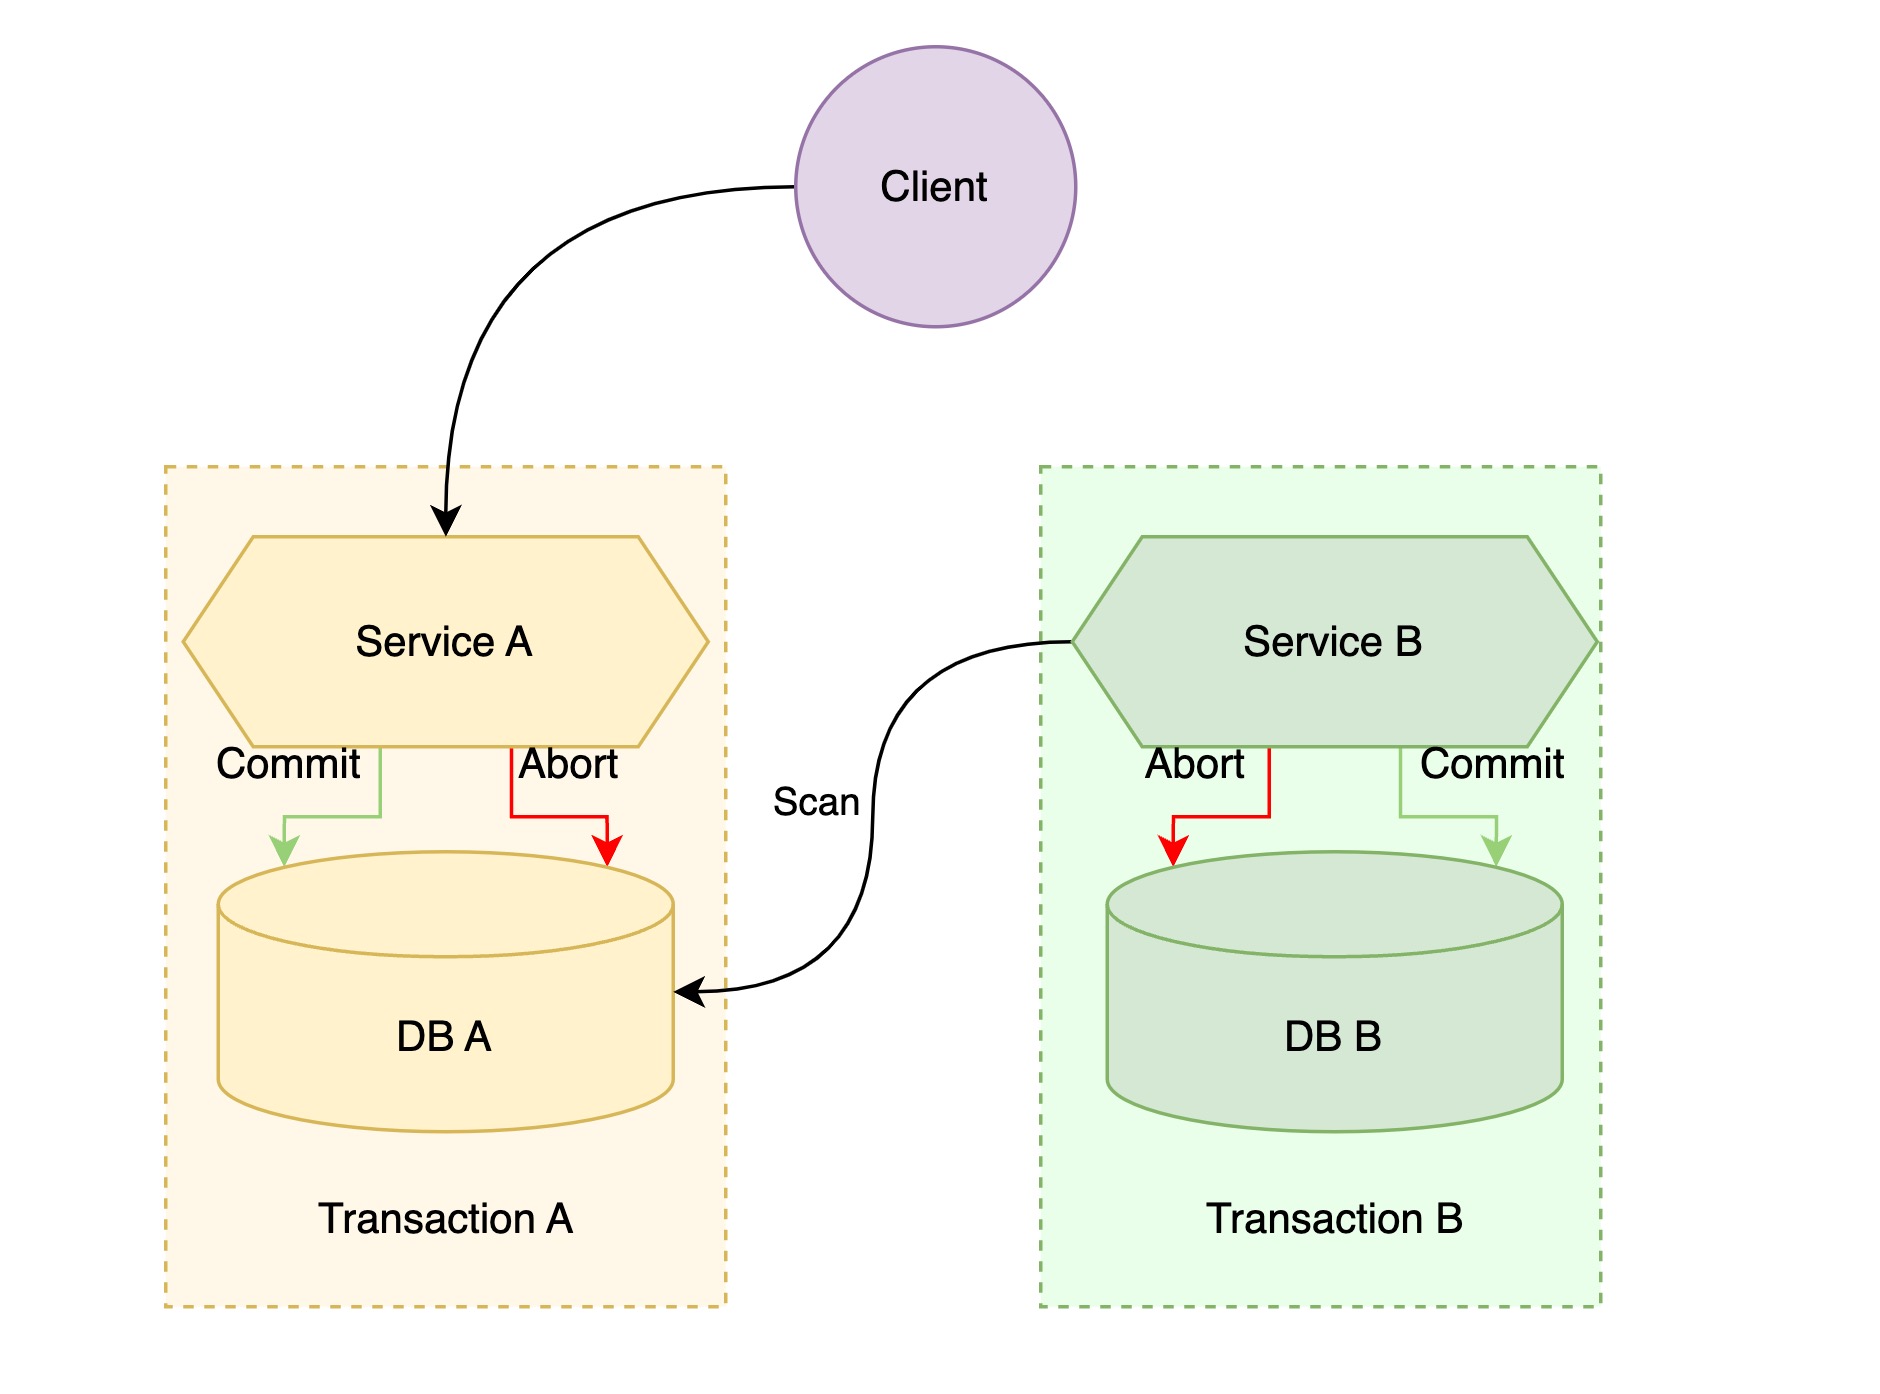 Client
Service A
Service B
Commit
Abort
Abort
Commit
Scan
DB A
DB B
Transaction A
Transaction B